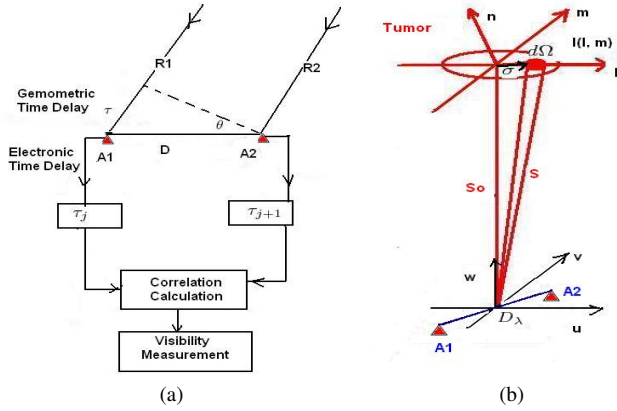 R1
R2
Gemometric
Time Delay
τ
θ
A1
D
A2
Electronic
Time Delay
τj
τj+1
Correlation
Calculation
Visibility
Measurement
(a)
n
m
Tumor
dΩ
I(l, m)
σ
l
So
S
w
v
A2
Dλ
u
A1
(b)